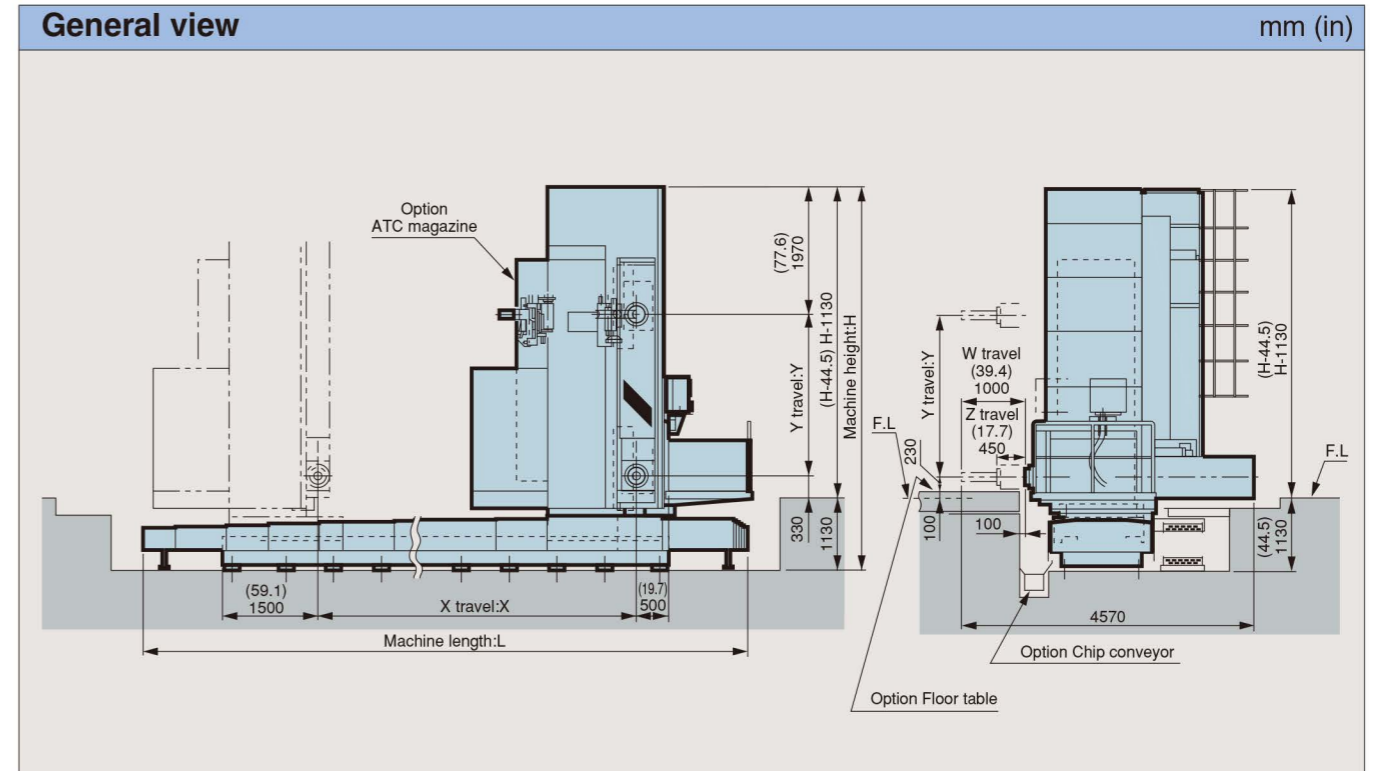 General view
mm (in)
Option
ATC magazine
(77.6)
1970
Y travel:Y
(H-44.5) H-1130
Machine height:H
330
1130
(59.1)
1500
X travel:X
(19.7)
500
Machine length:L
Y travel:Y
W travel
(39.4)
1000
Z travel
(17.7)
450
F.L
230
100
100
(H-44.5)
H-1130
F.L
(44.5)
1130
4570
Option Chip conveyor
Option Floor table